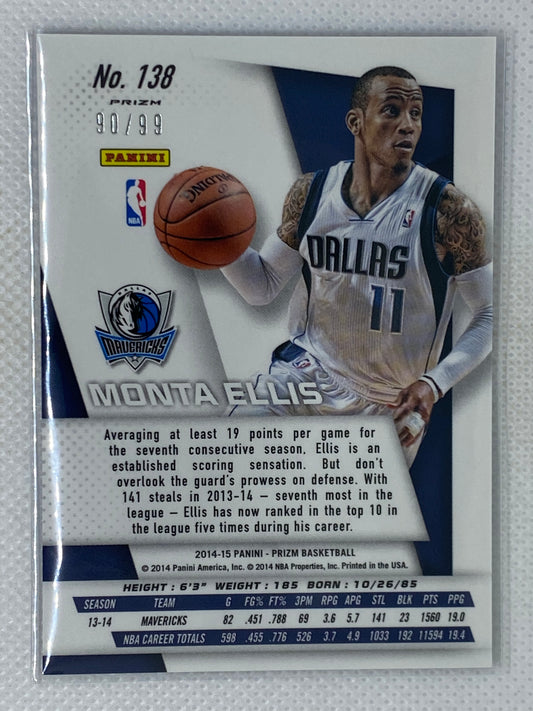 No. 138
PRIZM
90/99
PANINI
NBA
SPALDING
DALLAS
11
DALLAS
MAVERICKS
MONTA ELLIS
Averaging at least 19 points per game for
the seventh consecutive season, Ellis is an
established scoring sensation. But don't
overlook the guard's prowess on defense. With
141 steals in 2013-14 – seventh most in the
league – Ellis has now ranked in the top 10 in
the league five times during his career.
2014-15 PANINI - PRIZM BASKETBALL
© 2014 Panini America, Inc. © 2014 NBA Properties, Inc. Printed in the USA.
HEIGHT: 6'3" WEIGHT: 185 BORN: 10/26/85
SEASON TEAM G FG% FT% 3PM RPG APG STL BLK PTS PPG
13-14 MAVERICKS 82 .451 .788 69 3.6 5.7 141 23 1560 19.0
NBA CAREER TOTALS 598 .455 .776 526 3.7 4.9 1033 192 11594 19.4